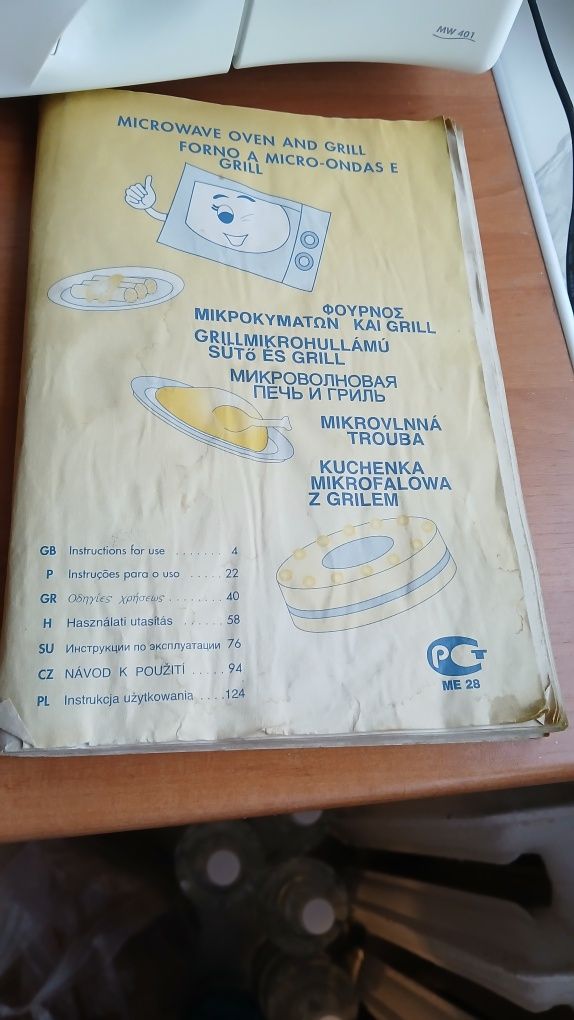 MW 401
MICROWAVE OVEN AND GRILL
FORNO A MICRO-ONDAS E
GRILL
ΦΟΥΡΝΟΣ
ΜΙΚΡΟΚΥΜΑΤΩΝ ΚΑΙ GRILL
GRILLMIKROHULLÁMÚ
SÜTő ÉS GRILL
МИКРОВОЛНОВАЯ
ПЕЧЬ И ГРИЛЬ
MIKROVLNNÁ
TROUBA
KUCHENKA
MIKROFALOWA
Z GRILEM
GB Instructions for use ....... 4
P Instruções para o uso ..... 22
GR Οδηγίες χρήσεως ........ 40
H Használati utasítás ....... 58
SU Инструкции по эксплуатации 76
CZ NÁVOD K POUŽITÍ ..... 94
PL Instrukcja użytkowania ....124
РСТ
ME 28